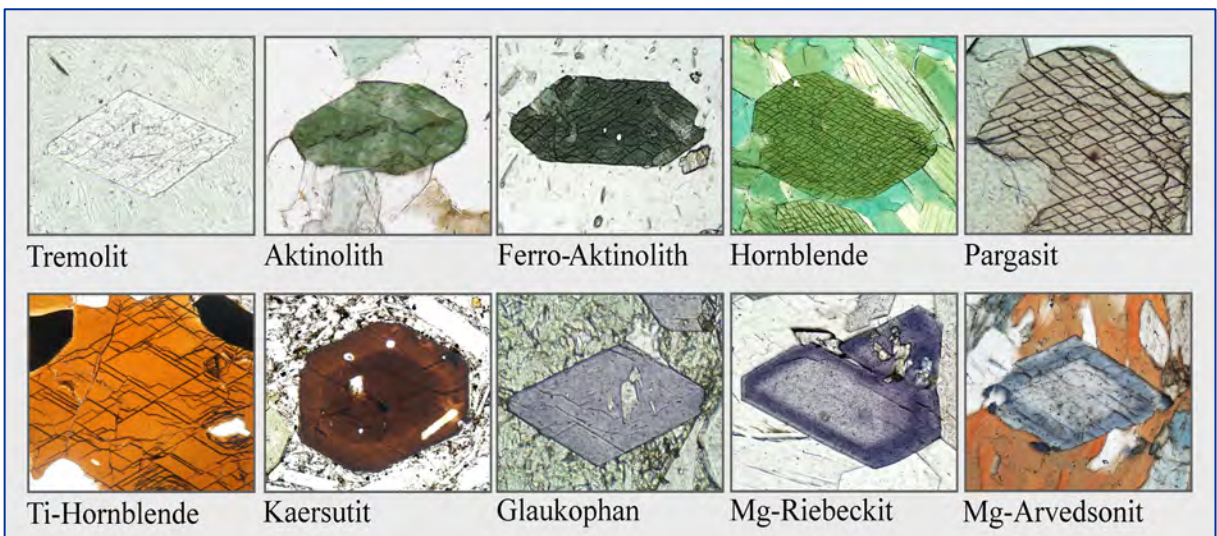 Tremolit Aktinolith Ferro-Aktinolith Hornblende Pargasit
Ti-Hornblende Kaersutit Glaukophan Mg-Riebeckit Mg-Arvedsonit